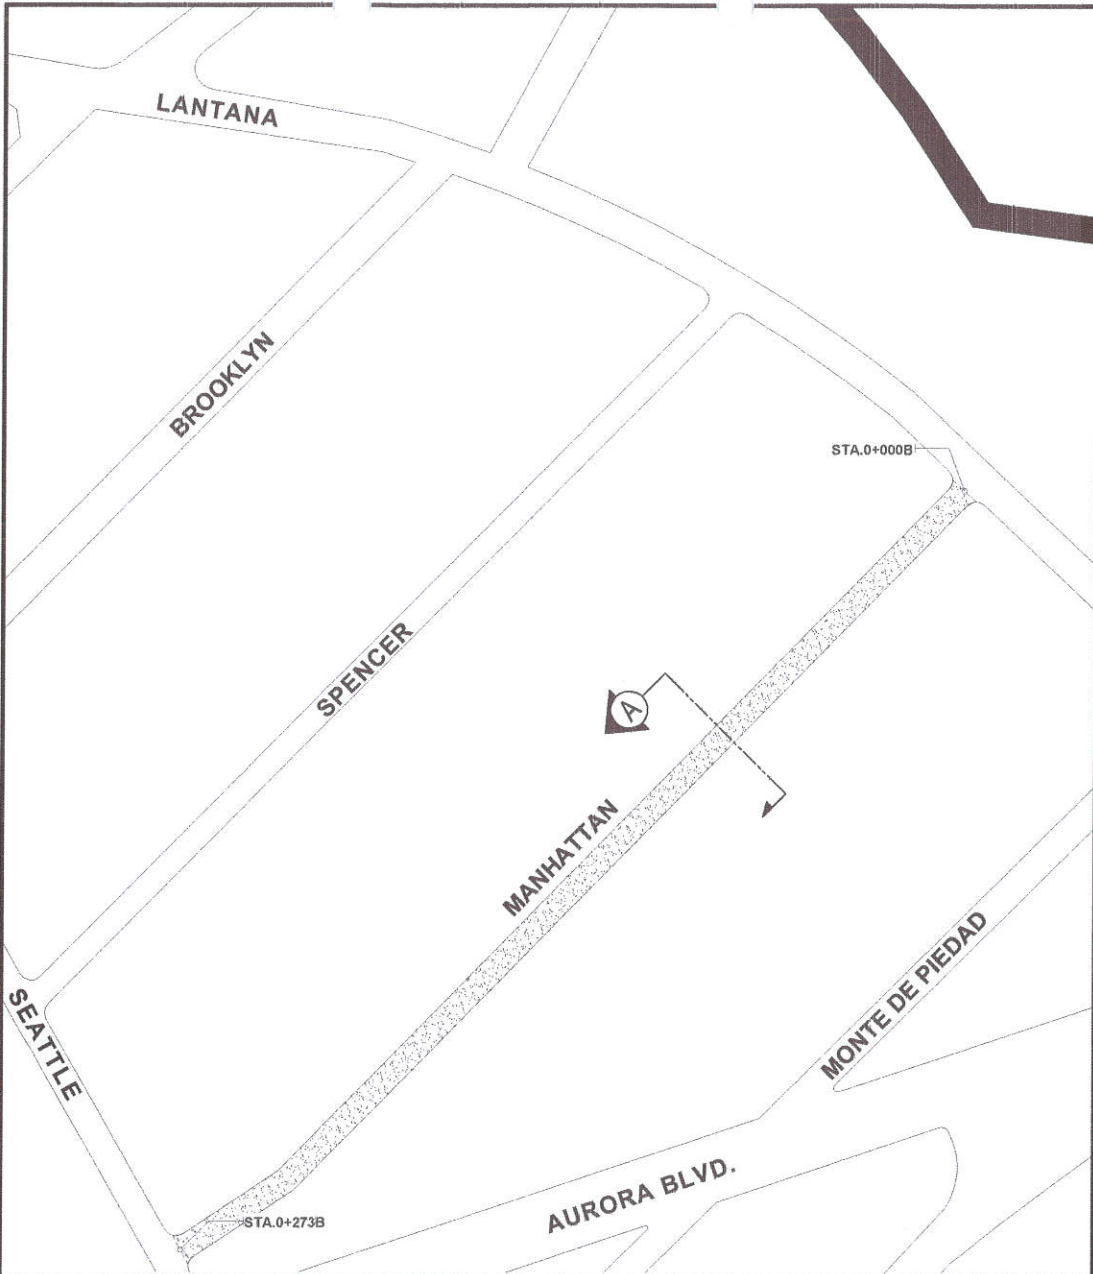 LANTANA
BROOKLYN
STA.0+000B
SPENCER
A
MANHATTAN
MONTE DE PIEDAD
SEATTLE
AURORA BLVD.
STA.0+273B